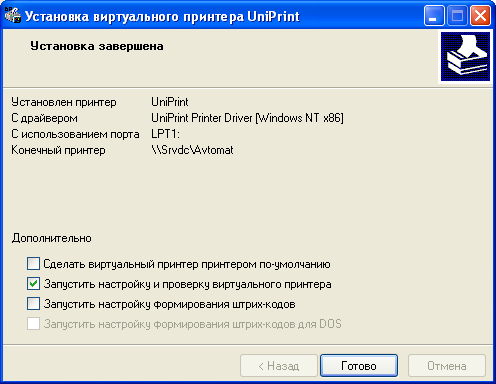 Установка виртуального принтера UniPrint
Установка завершена
Установлен принтер UniPrint
С драйвером UniPrint Printer Driver [Windows NT x86]
С использованием порта LPT1:
Конечный принтер \\Srvdc\Avtomat
Дополнительно
Сделать виртуальный принтер принтером по-умолчанию
Запустить настройку и проверку виртуального принтера
Запустить настройку формирования штрих-кодов
Запустить настройку формирования штрих-кодов для DOS
< Назад Готово Отмена